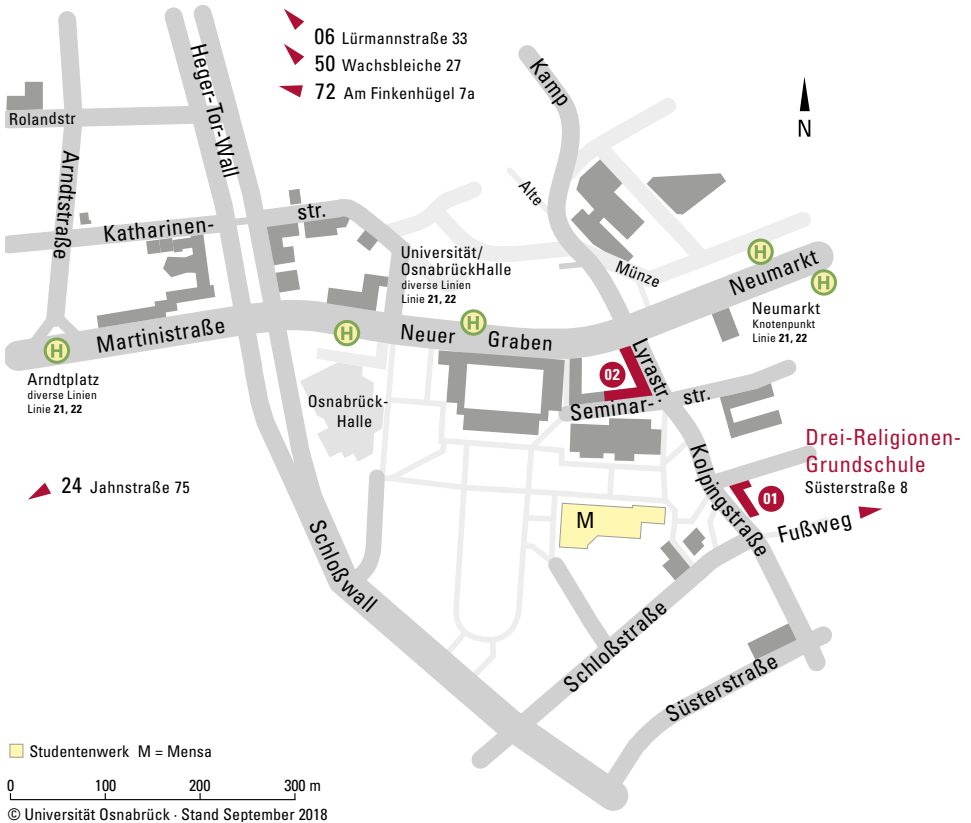 06 Lürmannstraße 33
50 Wachsbleiche 27
72 Am Finkenhügel 7a
Kamp
N
Rolandstr
Heger-Tor-Wall
Arndtstraße
Alte
Münze
Katharinen-
str.
Universität/
OsnabrückHalle
diverse Linien
Linie 21, 22
H
H
Neumarkt
Neumarkt
Knotenpunkt
Linie 21, 22
Martinistraße
H
Neuer
H
Graben
H
Arndtplatz
diverse Linien
Linie 21, 22
Osnabrück-
Halle
02
Lyrastr.
Seminar-
str.
Kolpingstraße
Drei-Religionen-
Grundschule
Süsterstraße 8
24 Jahnstraße 75
01
M
Fußweg
Schloßwall
Schloßstraße
Süsterstraße
Studentenwerk M = Mensa
0 100 200 300 m
© Universität Osnabrück · Stand September 2018